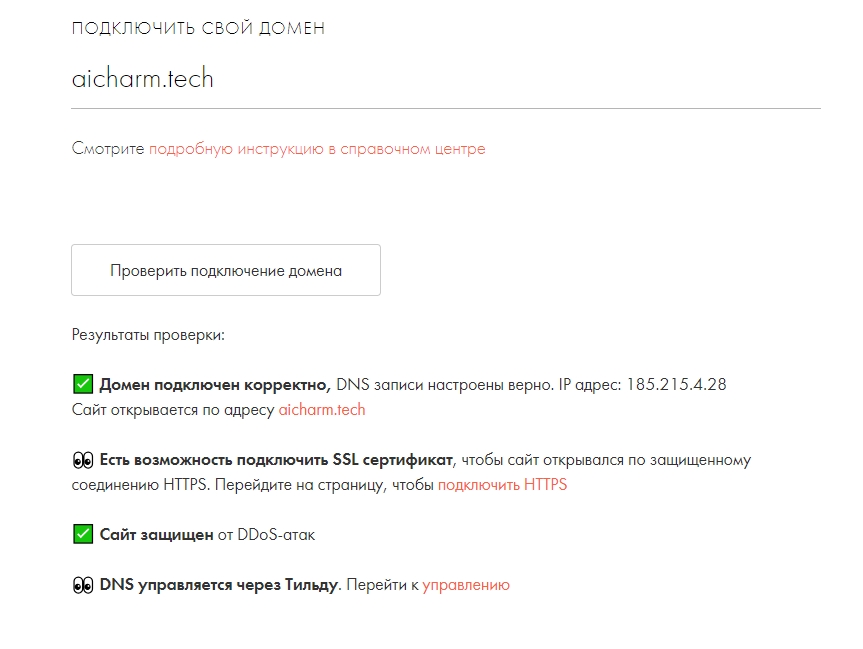 ПОДКЛЮЧИТЬ СВОЙ ДОМЕН
aicharm.tech
Смотрите подробную инструкцию в справочном центре
Проверить подключение домена
Результаты проверки:
✅ Домен подключен корректно, DNS записи настроены верно. IP адрес: 185.215.4.28
Сайт открывается по адресу aicharm.tech
👀 Есть возможность подключить SSL сертификат, чтобы сайт открывался по защищенному
соединению HTTPS. Перейдите на страницу, чтобы подключить HTTPS
✅ Сайт защищен от DDoS-атак
👀 DNS управляется через Тильду. Перейти к управлению